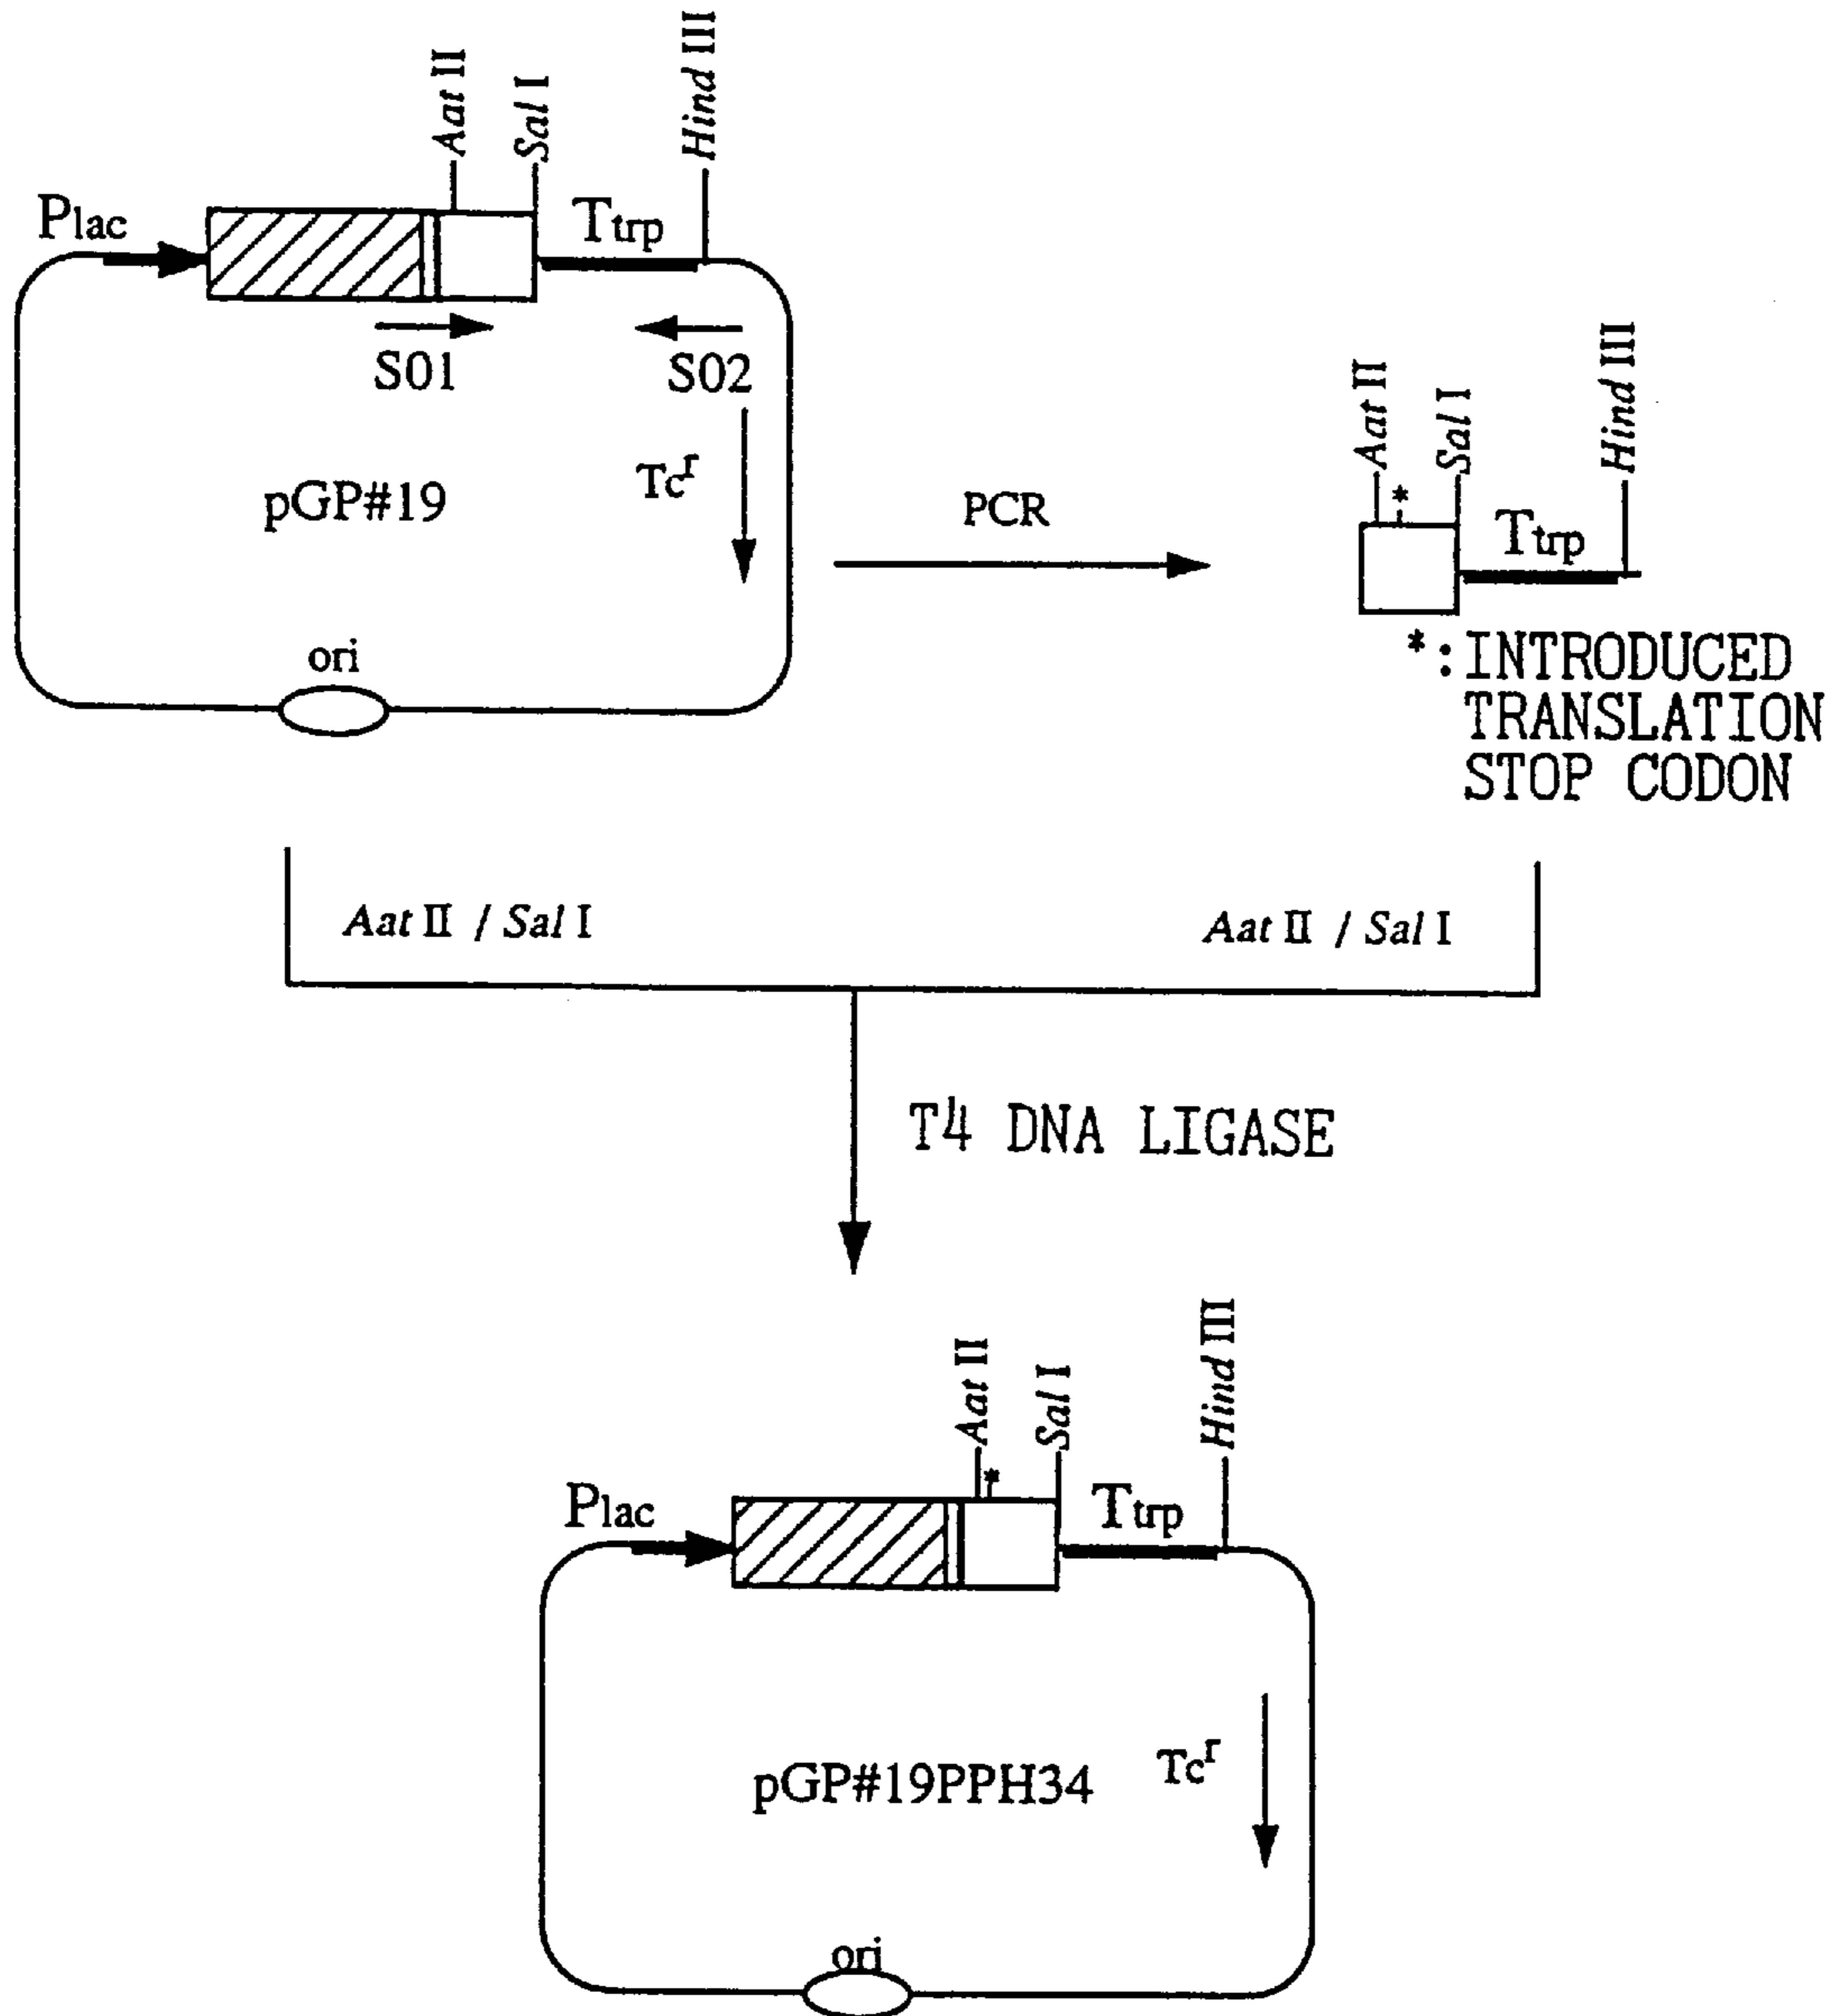 Aat II
Sal I
Hind III
Plac
Ttrp
S01
S02
Tcr
pGP#19
ori
PCR
Aat II
*
Sal I
Hind III
Ttrp
*:INTRODUCED
TRANSLATION
STOP CODON
Aat II / Sal I
Aat II / Sal I
T4 DNA LIGASE
Aat II
*
Sal I
Hind III
Plac
Ttrp
Tcr
pGP#19PPH34
ori